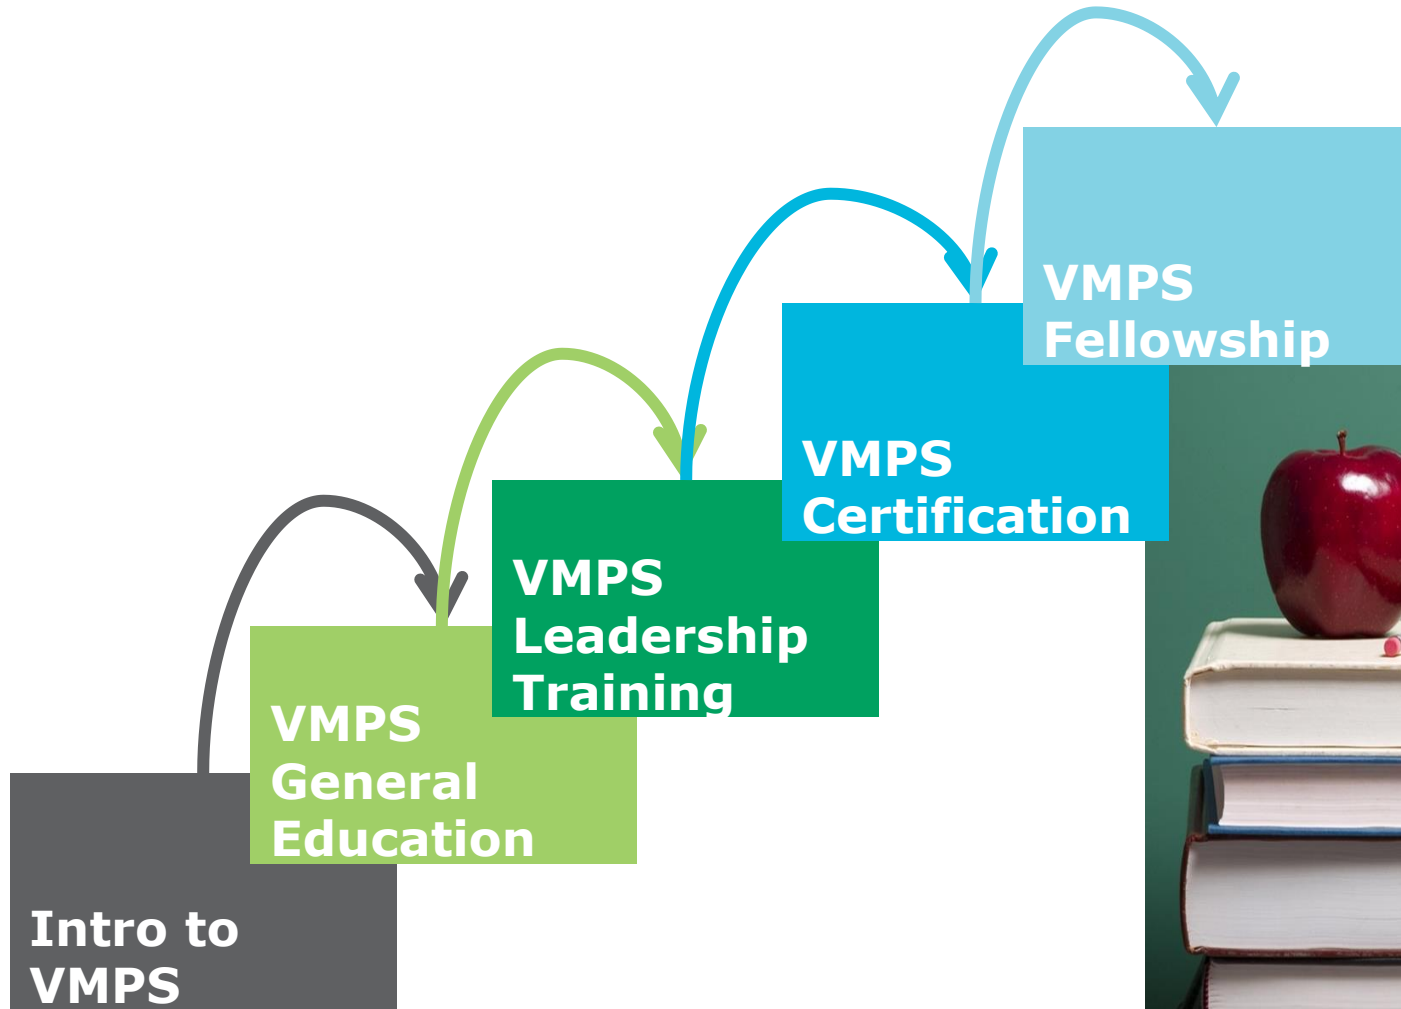 VMPS
Fellowship
VMPS
Certification
VMPS
Leadership
Training
VMPS
General
Education
Intro to
VMPS